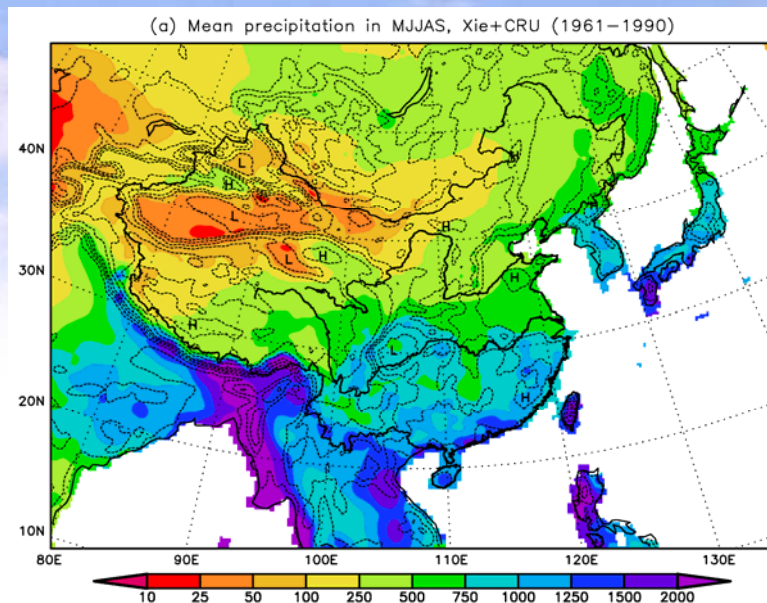 (a) Mean precipitation in MJJAS, Xie+CRU (1961−1990)
40N
30N
20N
10N
L
H
L
L
H
H
H
H
H
L
H
80E 90E 100E 110E 120E 130E
10 25 50 100 250 500 750 1000 1250 1500 2000